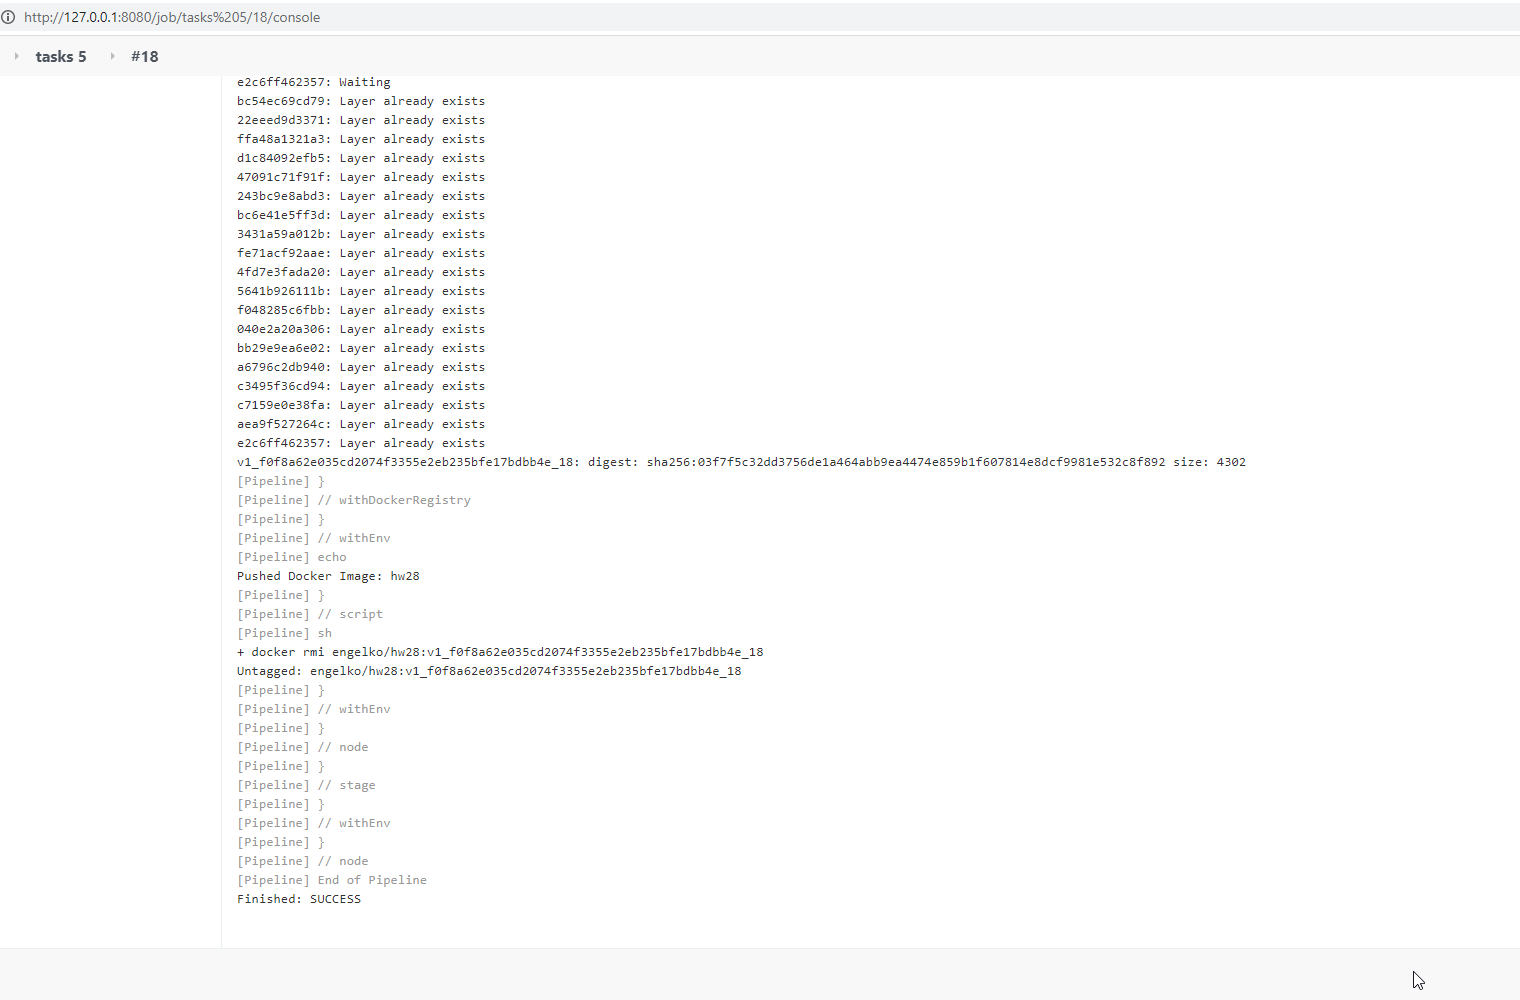 http://127.0.0.1:8080/job/tasks%205/18/console
tasks 5 #18
e2c6ff462357: Waiting
bc54ec69cd79: Layer already exists
22eeed9d3371: Layer already exists
ffa48a1321a3: Layer already exists
d1c84092efb5: Layer already exists
47091c71f91f: Layer already exists
243bc9e8abd3: Layer already exists
bc6e41e5ff3d: Layer already exists
3431a59a012b: Layer already exists
fe71acf92aae: Layer already exists
4fd7e3fada20: Layer already exists
5641b926111b: Layer already exists
f048285c6fbb: Layer already exists
040e2a20a306: Layer already exists
bb29e9ea6e02: Layer already exists
a6796c2db940: Layer already exists
c3495f36cd94: Layer already exists
c7159e0e38fa: Layer already exists
aea9f527264c: Layer already exists
e2c6ff462357: Layer already exists
v1_f0f8a62e035cd2074f3355e2eb235bfe17bdbb4e_18: digest: sha256:03f7f5c32dd3756de1a464abb9ea4474e859b1f607814e8dcf9981e532c8f892 size: 4302
[Pipeline] }
[Pipeline] // withDockerRegistry
[Pipeline] }
[Pipeline] // withEnv
[Pipeline] echo
Pushed Docker Image: hw28
[Pipeline] }
[Pipeline] // script
[Pipeline] sh
+ docker rmi engelko/hw28:v1_f0f8a62e035cd2074f3355e2eb235bfe17bdbb4e_18
Untagged: engelko/hw28:v1_f0f8a62e035cd2074f3355e2eb235bfe17bdbb4e_18
[Pipeline] }
[Pipeline] // withEnv
[Pipeline] }
[Pipeline] // node
[Pipeline] }
[Pipeline] // stage
[Pipeline] }
[Pipeline] // withEnv
[Pipeline] }
[Pipeline] // node
[Pipeline] End of Pipeline
Finished: SUCCESS